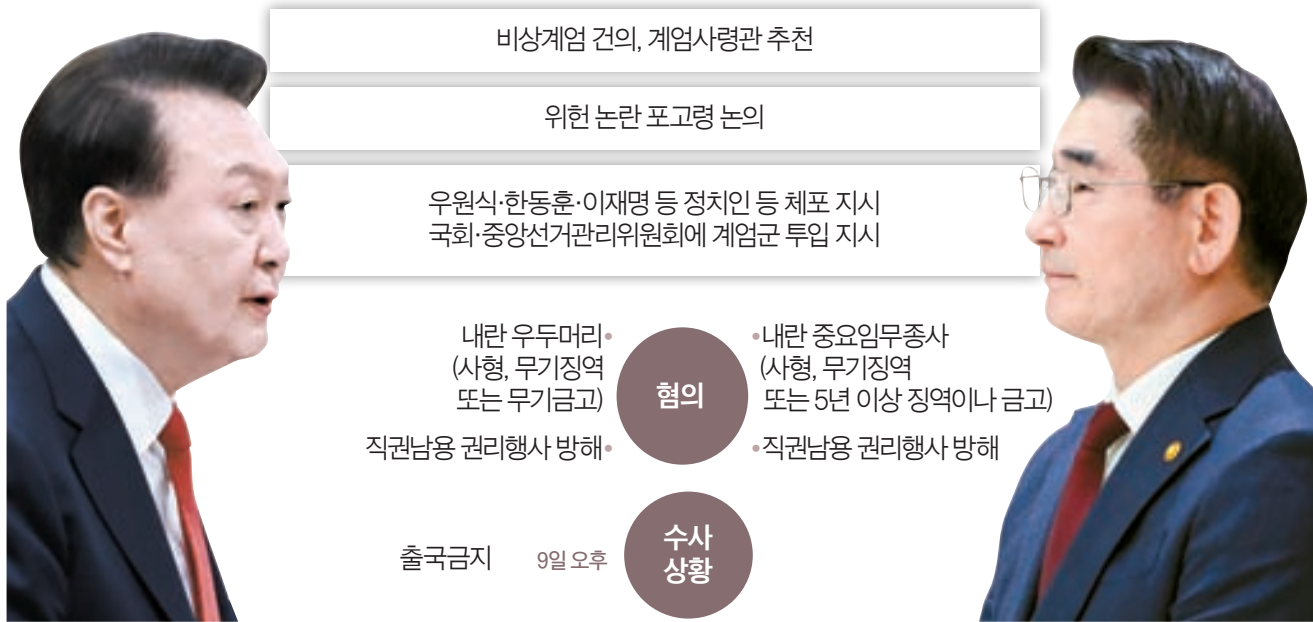 비상계엄 건의, 계엄사령관 추천
위헌 논란 포고령 논의
우원식·한동훈·이재명 등 정치인 등 체포 지시
국회·중앙선거관리위원회에 계엄군 투입 지시
내란 우두머리•
(사형, 무기징역
또는 무기금고)
직권남용 권리행사 방해•
혐의
•내란 중요임무종사
(사형, 무기징역
또는 5년 이상 징역이나 금고)
•직권남용 권리행사 방해
출국금지 9일 오후
수사
상황